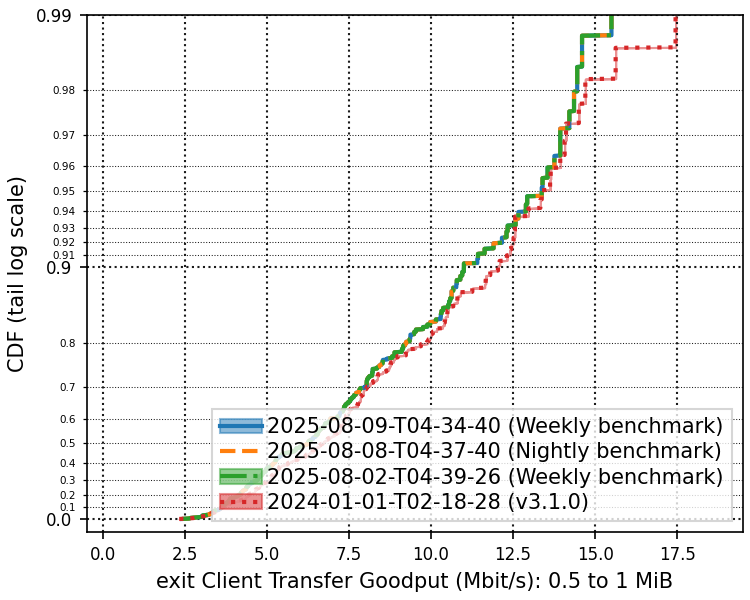 0.99
0.98
0.97
0.96
0.95
0.94
0.93
0.92
0.91
0.9
0.8
0.7
0.6
0.5
0.4
0.3
0.2
0.1
0.0
CDF (tail log scale)
2025-08-09-T04-34-40 (Weekly benchmark)
2025-08-08-T04-37-40 (Nightly benchmark)
2025-08-02-T04-39-26 (Weekly benchmark)
2024-01-01-T02-18-28 (v3.1.0)
0.0 2.5 5.0 7.5 10.0 12.5 15.0 17.5
exit Client Transfer Goodput (Mbit/s): 0.5 to 1 MiB